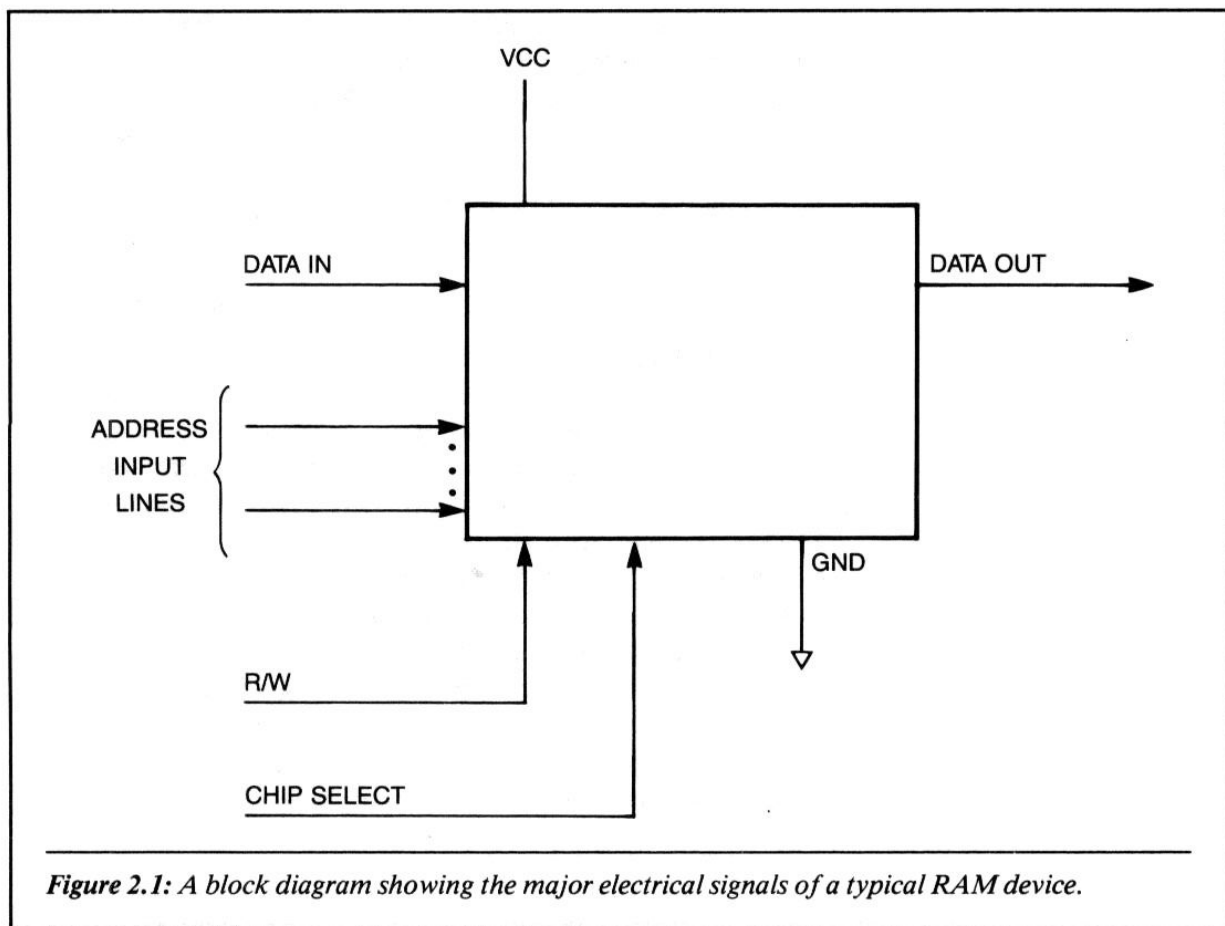 VCC
DATA IN
DATA OUT
ADDRESS
INPUT
LINES
GND
R/W
CHIP SELECT
Figure 2.1: A block diagram showing the major electrical signals of a typical RAM device.